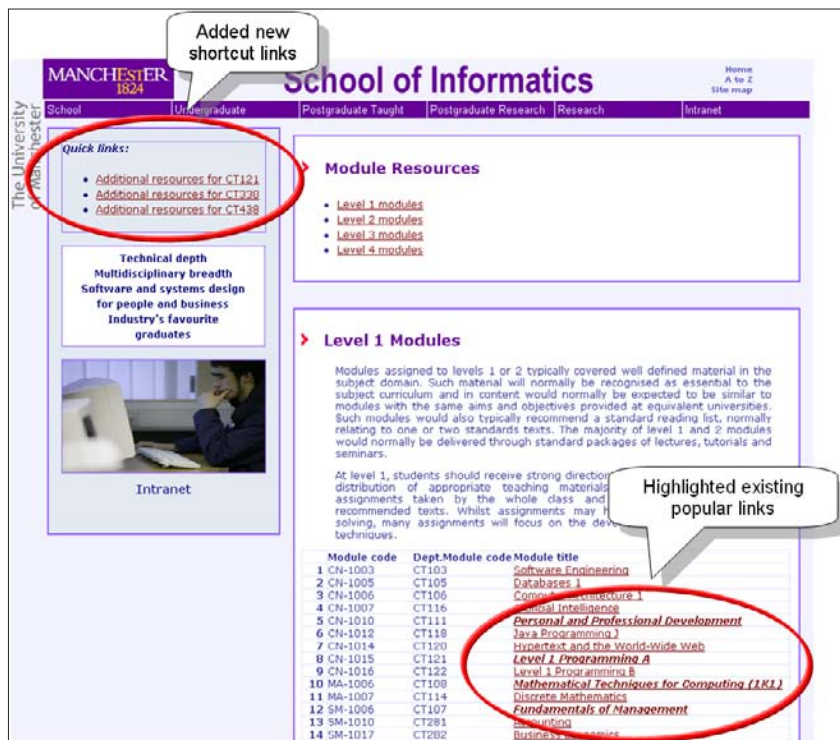 Added new
shortcut links
MANCHESTER
1824
School of Informatics
Home
A to Z
Site map
The University
of Manchester
School Undergraduate Postgraduate Taught Postgraduate Research Research Intranet
Quick links:
Additional resources for CT121
Additional resources for CT338
Additional resources for CT438
Technical depth
Multidisciplinary breadth
Software and systems design
for people and business
Industry's favourite
graduates
Intranet
Module Resources
Level 1 modules
Level 2 modules
Level 3 modules
Level 4 modules
Level 1 Modules
Modules assigned to levels 1 or 2 typically covered well defined material in the
subject domain. Such material will normally be recognised as essential to the
subject curriculum and in content would normally be expected to be similar to
modules with the same aims and objectives provided at equivalent universities.
Such modules would also typically recommend a standard reading list, normally
relating to one or two standards texts. The majority of level 1 and 2 modules
would normally be delivered through standard packages of lectures, tutorials and
seminars.
At level 1, students should receive strong direction
distribution of appropriate teaching materials
assignments taken by the whole class and
recommended texts. Whilst assignments may
solving, many assignments will focus on the
techniques.
Highlighted existing
popular links
Module code Dept.Module code Module title
1 CN-1003 CT103 Software Engineering
2 CN-1005 CT105 Databases 1
3 CN-1006 CT106 Computer Architecture 1
4 CN-1007 CT116 Artificial Intelligence
5 CN-1010 CT111 Personal and Professional Development
6 CN-1012 CT118 Java Programming J
7 CN-1014 CT120 Hypertext and the World-Wide Web
8 CN-1015 CT121 Level 1 Programming A
9 CN-1016 CT122 Level 1 Programming B
10 MA-1006 CT108 Mathematical Techniques for Computing (1K1)
11 MA-1007 CT114 Discrete Mathematics
12 SM-1006 CT107 Fundamentals of Management
13 SM-1010 CT281 Accounting
14 SM-1017 CT282 Business Economics